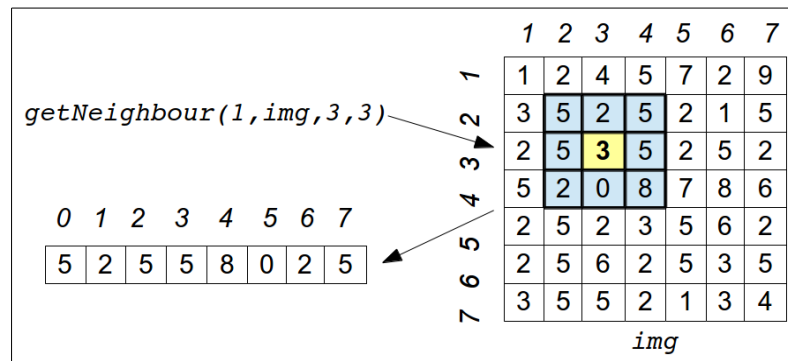 1 2 3 4 5 6 7
1 1 2 4 5 7 2 9
getNeighbour(1,img,3,3)
2 3 5 2 5 2 1 5
3 2 5 3 5 2 5 2
4 5 2 0 8 7 8 6
0 1 2 3 4 5 6 7
5 2 5 2 3 5 6 2
5 2 5 5 8 0 2 5
6 2 5 6 2 5 3 5
7 3 5 5 2 1 3 4
img